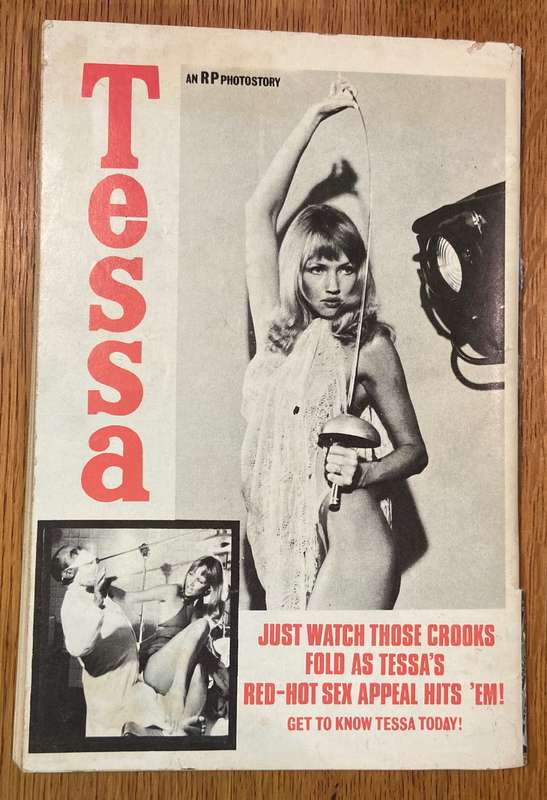 Tessa
AN RP PHOTOSTORY
JUST WATCH THOSE CROOKS
FOLD AS TESSA'S
RED-HOT SEX APPEAL HITS 'EM!
GET TO KNOW TESSA TODAY!